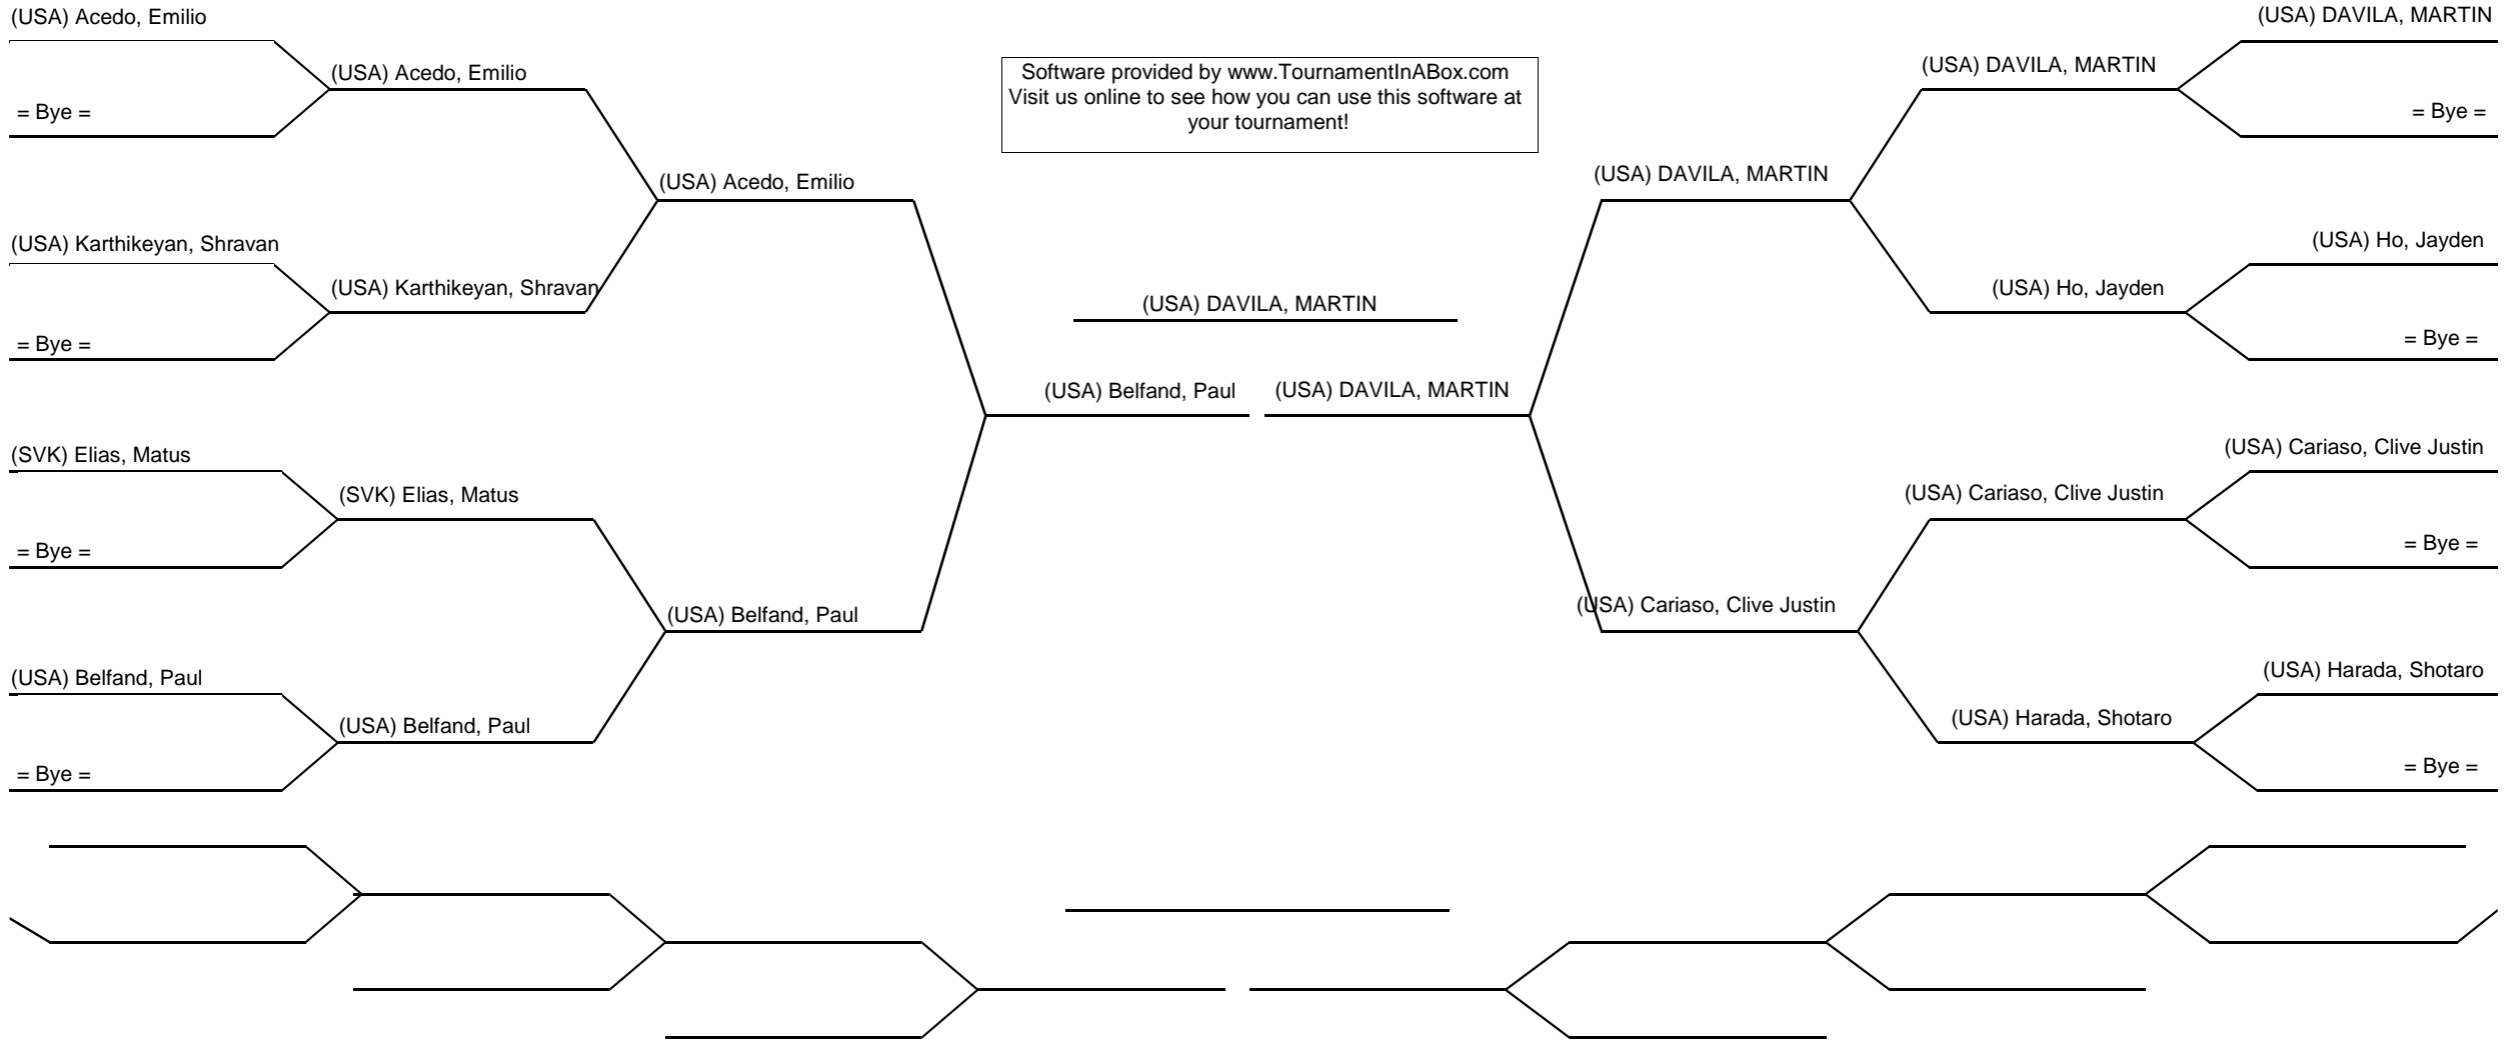 (USA) Acedo, Emilio
= Bye =
(USA) Karthikeyan, Shravan
= Bye =
(SVK) Elias, Matus
= Bye =
(USA) Belfand, Paul
= Bye =
(USA) Acedo, Emilio
(USA) Karthikeyan, Shravan
(SVK) Elias, Matus
(USA) Belfand, Paul
(USA) Acedo, Emilio
(USA) Belfand, Paul
Software provided by www.TournamentInABox.com
Visit us online to see how you can use this software at
your tournament!
(USA) DAVILA, MARTIN
(USA) Belfand, Paul
(USA) DAVILA, MARTIN
(USA) DAVILA, MARTIN
(USA) Cariaso, Clive Justin
(USA) DAVILA, MARTIN
(USA) Ho, Jayden
(USA) Cariaso, Clive Justin
(USA) Harada, Shotaro
(USA) DAVILA, MARTIN
= Bye =
(USA) Ho, Jayden
= Bye =
(USA) Cariaso, Clive Justin
= Bye =
(USA) Harada, Shotaro
= Bye =